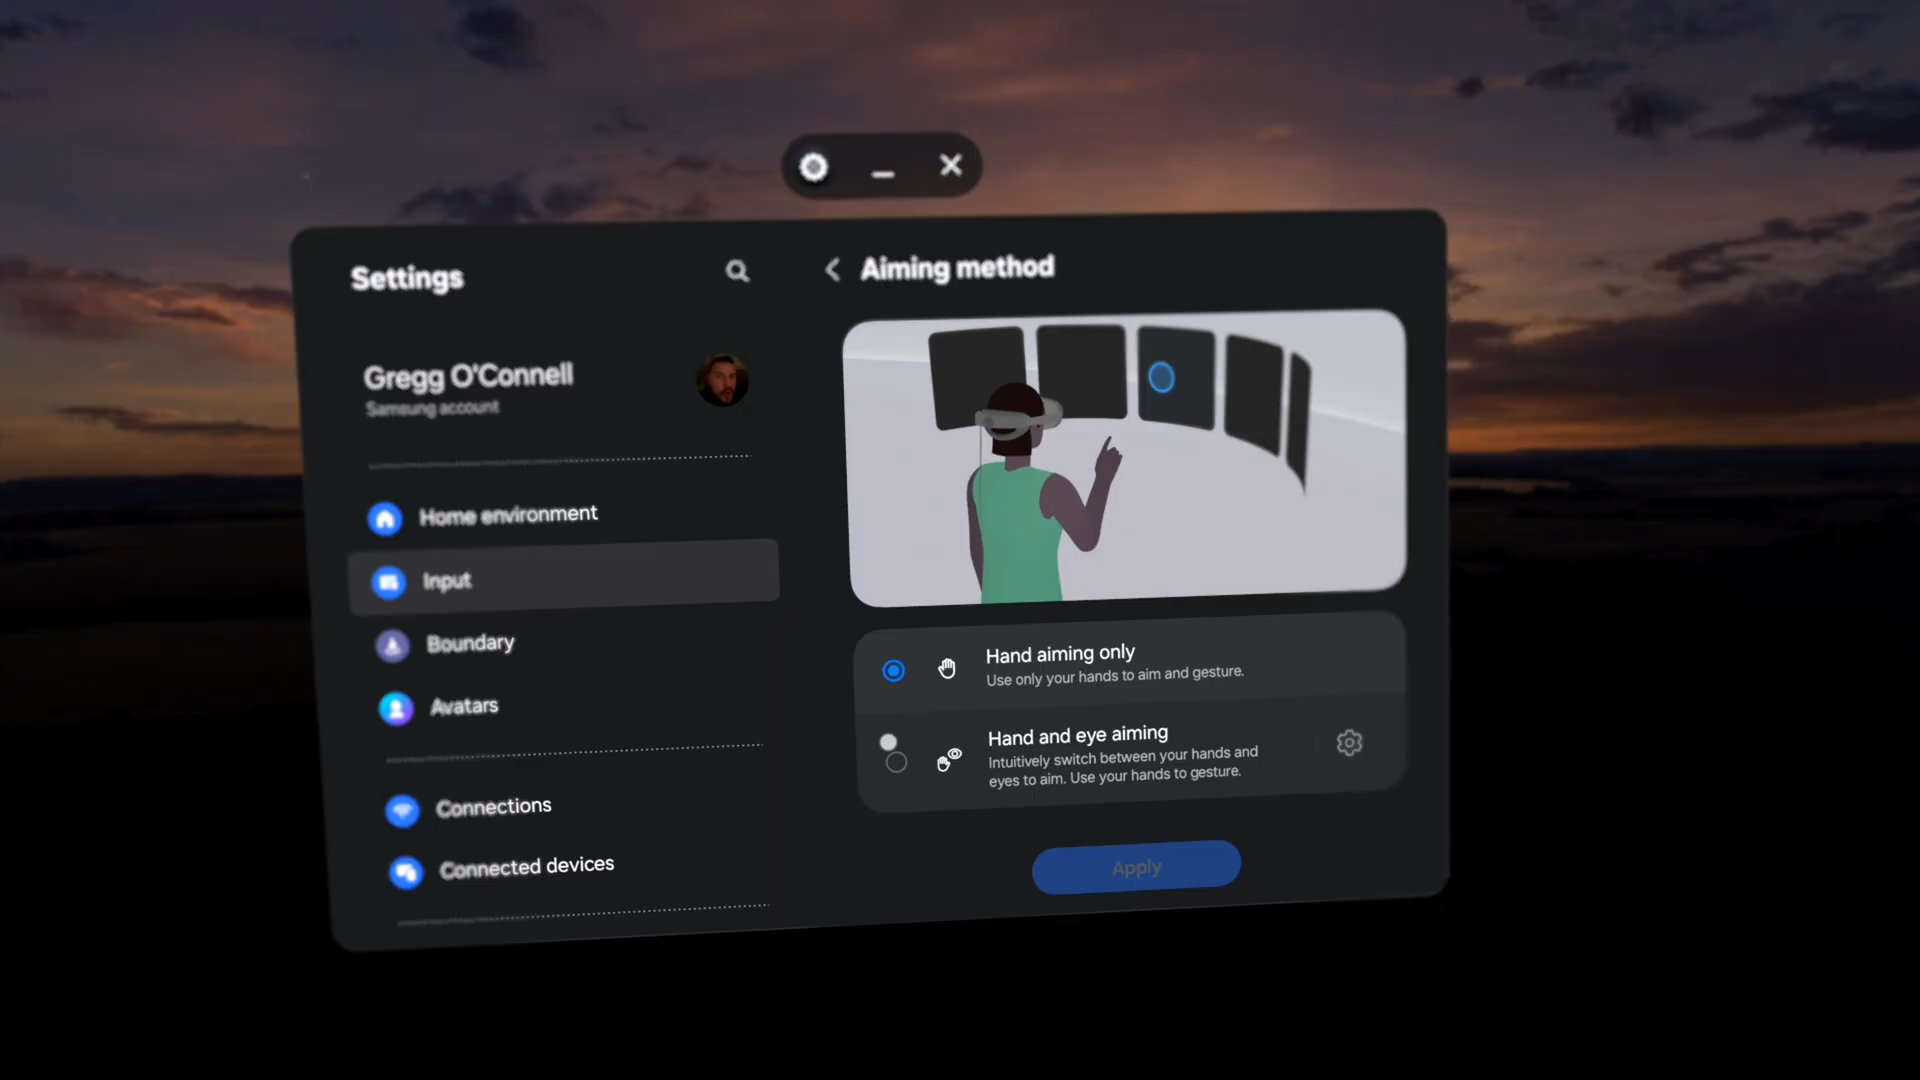 Settings
Gregg O'Connell
Samsung account
Home environment
Input
Boundary
Avatars
Connections
Connected devices
Aiming method
Hand aiming only
Use only your hands to aim and gesture.
Hand and eye aiming
Intuitively switch between your hands and
eyes to aim. Use your hands to gesture.
Apply